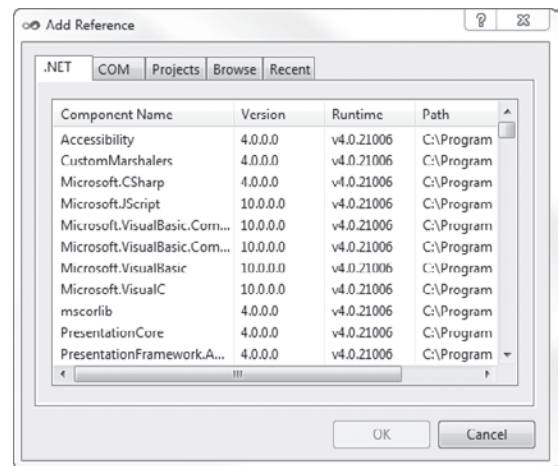 Add Reference
.NET COM Projects Browse Recent
Component Name Version Runtime Path
Accessibility 4.0.0.0 v4.0.21006 C:\Program
CustomMarshalers 4.0.0.0 v4.0.21006 C:\Program
Microsoft.CSharp 4.0.0.0 v4.0.21006 C:\Program
Microsoft.JScript 10.0.0.0 v4.0.21006 C:\Program
Microsoft.VisualBasic.Com... 10.0.0.0 v4.0.21006 C:\Program
Microsoft.VisualBasic.Com... 10.0.0.0 v4.0.21006 C:\Program
Microsoft.VisualBasic 10.0.0.0 v4.0.21006 C:\Program
Microsoft.VisualC 10.0.0.0 v4.0.21006 C:\Program
mscorlib 4.0.0.0 v4.0.21006 C:\Program
PresentationCore 4.0.0.0 v4.0.21006 C:\Program
PresentationFramework.A... 4.0.0.0 v4.0.21006 C:\Program
OK Cancel